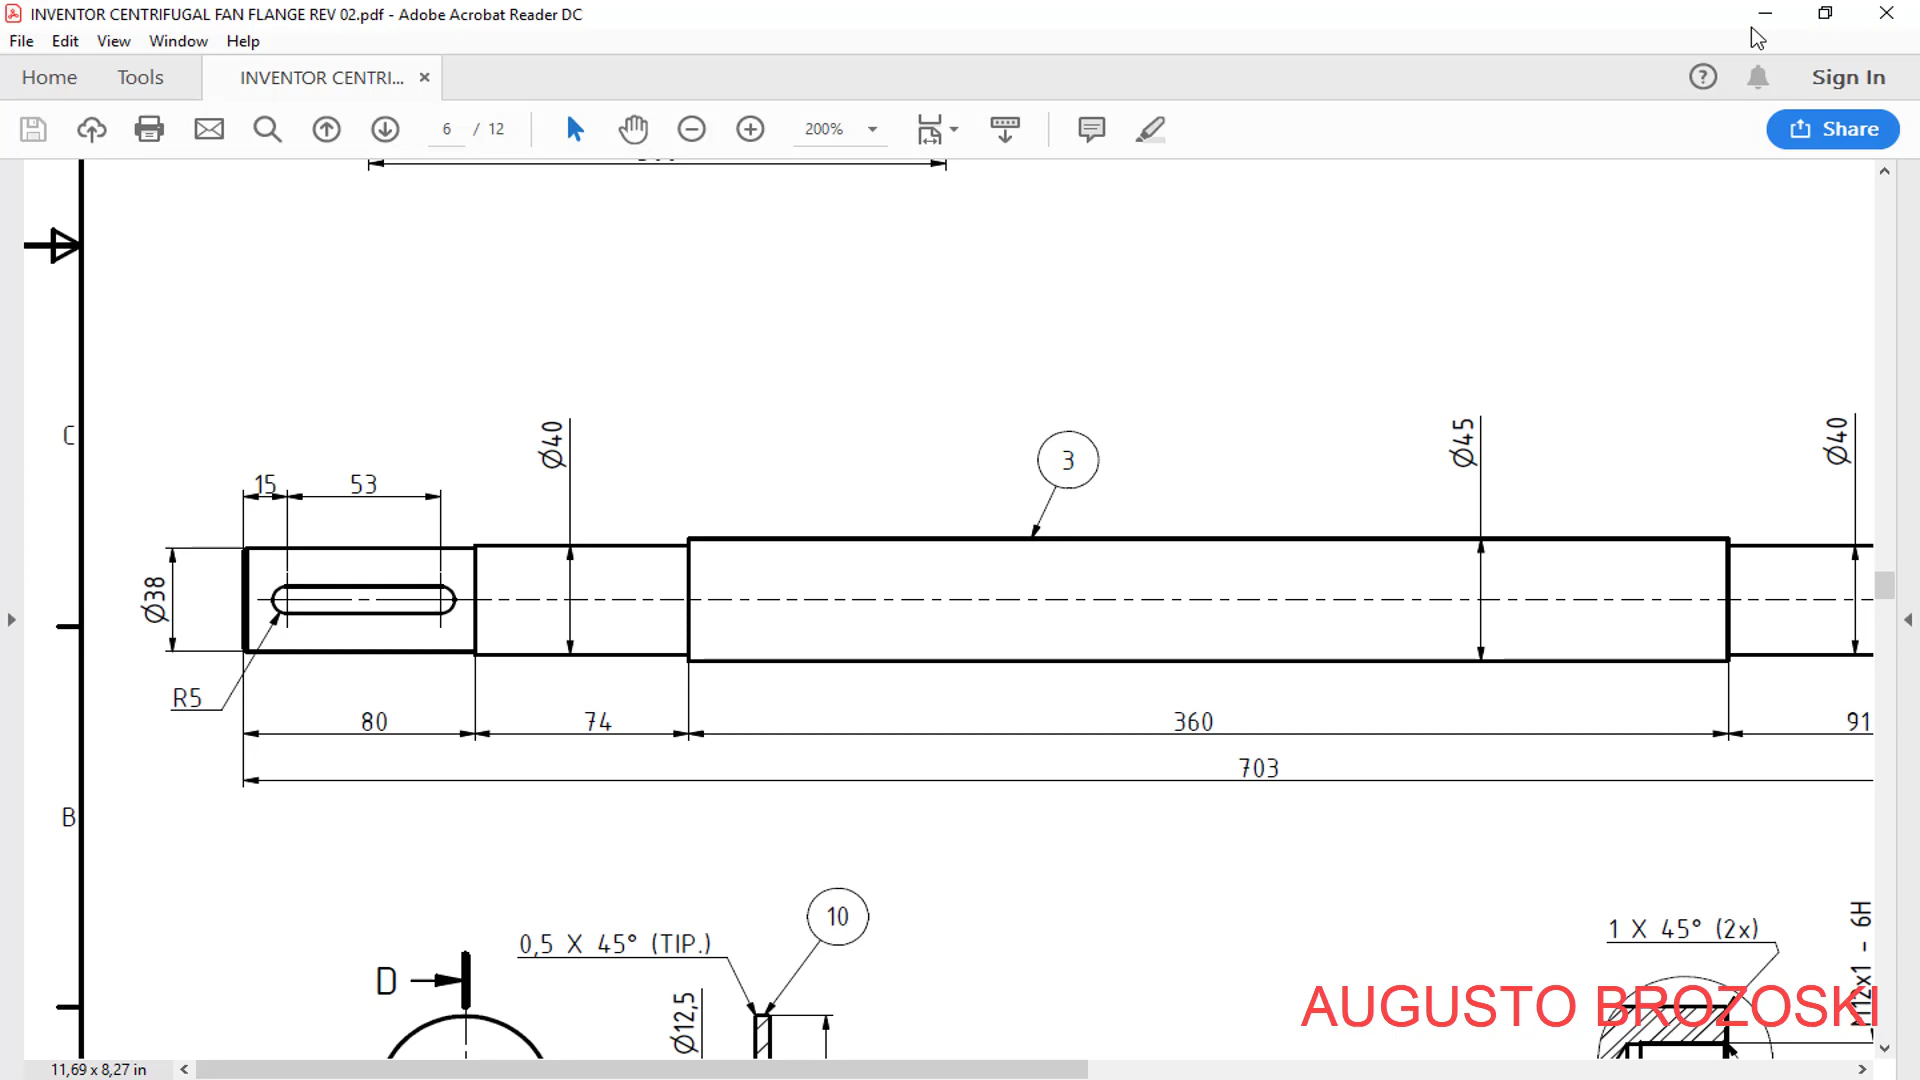 INVENTOR CENTRIFUGAL FAN FLANGE REV 02.pdf - Adobe Acrobat Reader DC
File Edit View Window Help
Home Tools INVENTOR CENTRI... Sign In
6 / 12 200% Share
C
Ø40
3
Ø45
Ø40
15 53
Ø38
R5
80 74 360 91
703
B
10
0,5 X 45° (TIP.)
1 X 45° (2x)
D
Ø12,5
M12x1 - 6H
AUGUSTO BROZOSKI
11,69 x 8,27 in